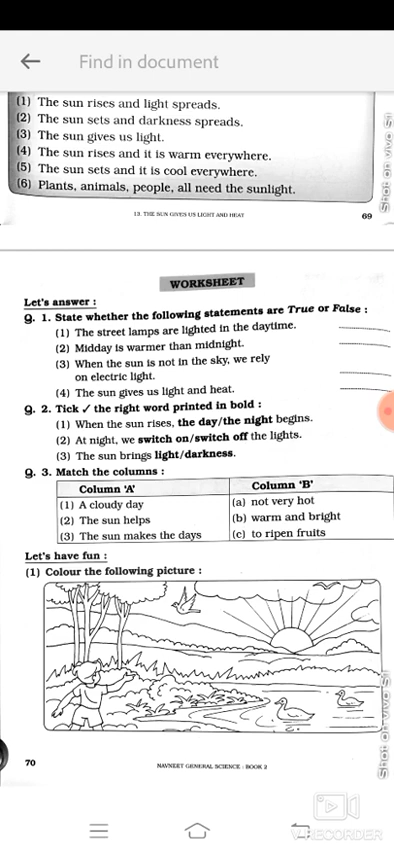 Find in document
(1) The sun rises and light spreads.
(2) The sun sets and darkness spreads.
(3) The sun gives us light.
(4) The sun rises and it is warm everywhere.
(5) The sun sets and it is cool everywhere.
(6) Plants, animals, people, all need the sunlight.
13. THE SUN GIVES US LIGHT AND HEAT
69
Shot on vivo
WORKSHEET
Let's answer :
Q. 1. State whether the following statements are True or False :
(1) The street lamps are lighted in the daytime.
(2) Midday is warmer than midnight.
(3) When the sun is not in the sky, we rely
on electric light.
(4) The sun gives us light and heat.
Q. 2. Tick ✓ the right word printed in bold :
(1) When the sun rises, the day/the night begins.
(2) At night, we switch on/switch off the lights.
(3) The sun brings light/darkness.
Q. 3. Match the columns :
Column 'A' Column 'B'
(1) A cloudy day (a) not very hot
(2) The sun helps (b) warm and bright
(3) The sun makes the days (c) to ripen fruits
Let's have fun :
(1) Colour the following picture :
Shot on vivo
70
NAVNEET GENERAL SCIENCE : BOOK 2
V RECORDER